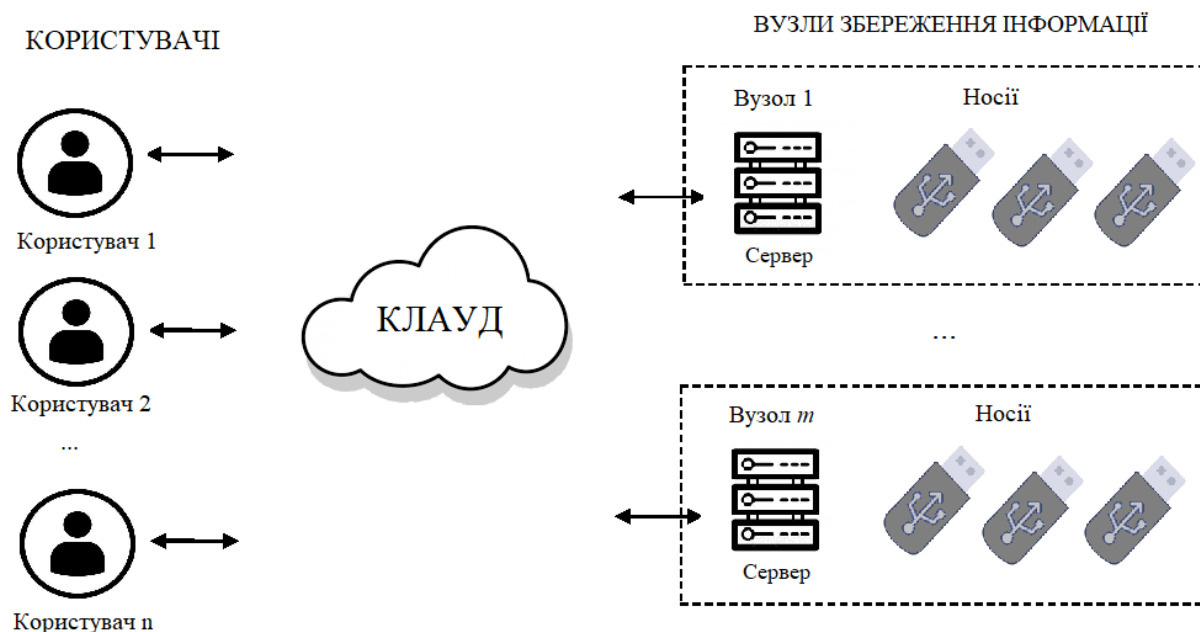 КОРИСТУВАЧІ
Користувач 1
Користувач 2
...
Користувач n
КЛАУД
ВУЗЛИ ЗБЕРЕЖЕННЯ ІНФОРМАЦІЇ
Вузол 1
Носії
Сервер
...
Вузол m
Носії
Сервер